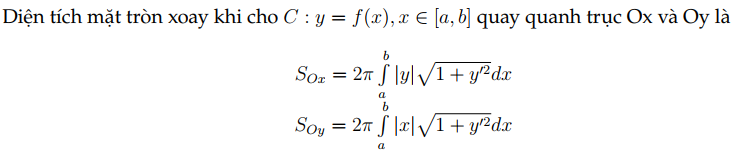 Diện tích mặt tròn xoay khi cho C : y = f(x), x ∈ [a, b] quay quanh trục Ox và Oy là
S_{Ox} = 2π ∫_a^b |y|√(1 + y′²)dx
S_{Oy} = 2π ∫_a^b |x|√(1 + y′²)dx